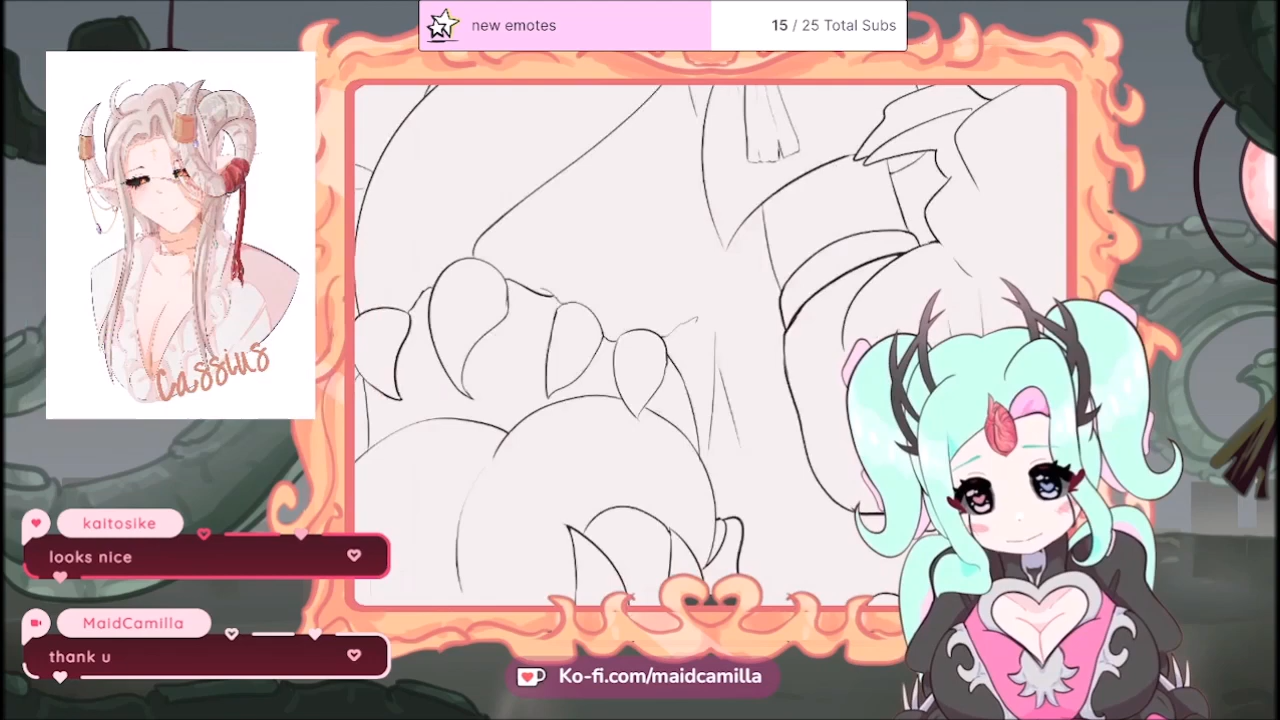 new emotes
15 / 25 Total Subs
Cassius
kaitosike
looks nice
MaidCamilla
thank u
Ko-fi.com/maidcamilla